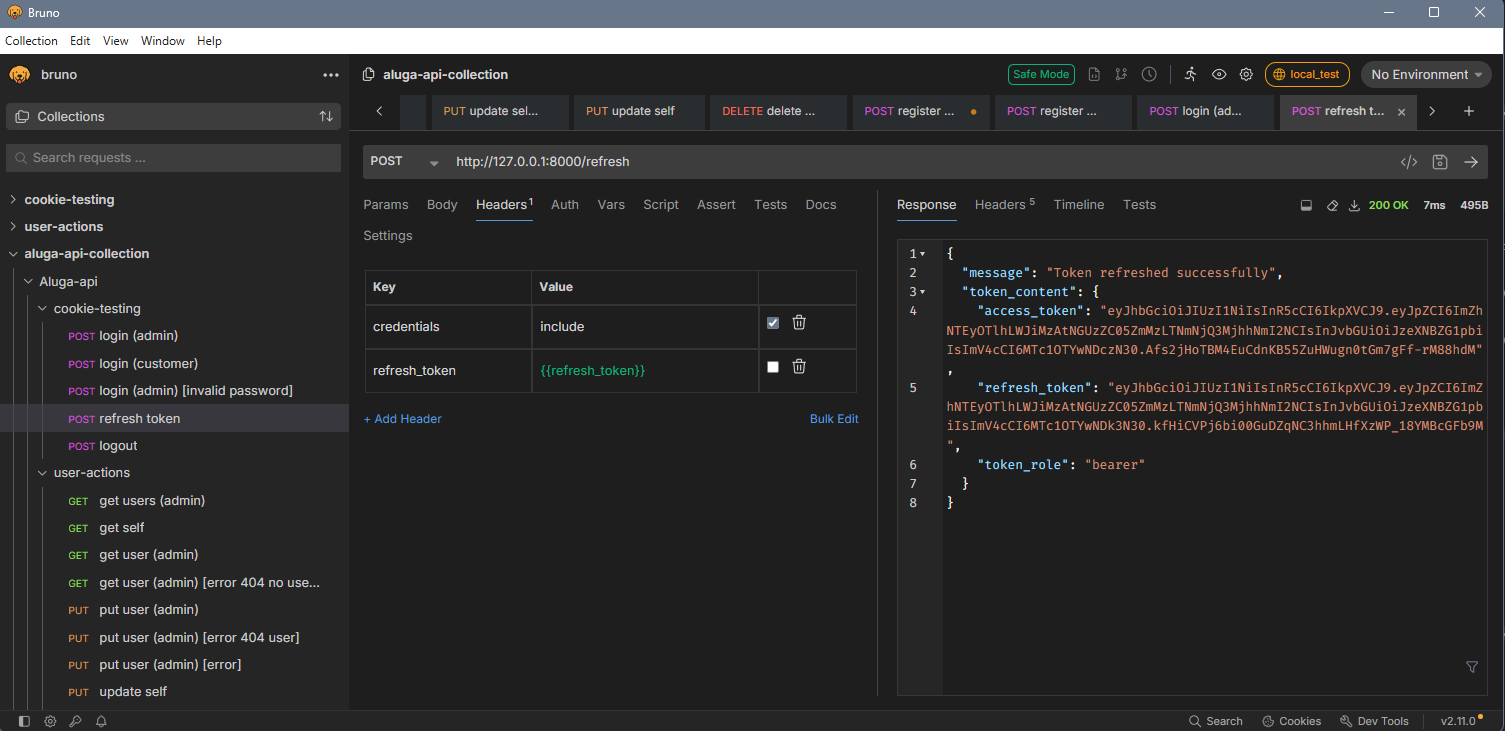 Bruno
Collection Edit View Window Help
bruno
aluga-api-collection
Safe Mode
local_test
No Environment
Collections
PUT update sel...
PUT update self
DELETE delete ...
POST register ...
POST register ...
POST login (ad...
POST refresh t...
Search requests ...
POST
http://127.0.0.1:8000/refresh
cookie-testing
user-actions
aluga-api-collection
Aluga-api
cookie-testing
POST login (admin)
POST login (customer)
POST login (admin) [invalid password]
POST refresh token
POST logout
user-actions
GET get users (admin)
GET get self
GET get user (admin)
GET get user (admin) [error 404 no use...
PUT put user (admin)
PUT put user (admin) [error 404 user]
PUT put user (admin) [error]
PUT update self
Params Body Headers1 Auth Vars Script Assert Tests Docs
Settings
Key Value
credentials include
refresh_token {{refresh_token}}
+ Add Header Bulk Edit
Response Headers 5 Timeline Tests
200 OK 7ms 495B
1 {
2 "message": "Token refreshed successfully",
3 "token_content": {
4 "access_token": "eyJhbGciOiJIUzI1NiIsInR5cCI6IkpXVCJ9.eyJpZCI6ImZh
NTEyOTlhLWJiMzAtNGUzZC05ZmMzLTNmNjQ3MjhhNmI2NCIsInJvbGUiOiJzeXNBZG1pbi
IsImV4cCI6MTc1OTYwNDczN30.Afs2jHoTBM4EuCdnKB55ZuHWugn0tGm7gFf-rM88hdM"
,
5 "refresh_token": "eyJhbGciOiJIUzI1NiIsInR5cCI6IkpXVCJ9.eyJpZCI6ImZ
hNTEyOTlhLWJiMzAtNGUzZC05ZmMzLTNmNjQ3MjhhNmI2NCIsInJvbGUiOiJzeXNBZG1p
biIsImV4cCI6MTc1OTYwNDk3N30.kfHiCVPj6bi00GuDZqNC3hhmLHfXzWP_18YMBcGFb9M
",
6 "token_role": "bearer"
7 }
8 }
Search Cookies Dev Tools v2.11.0